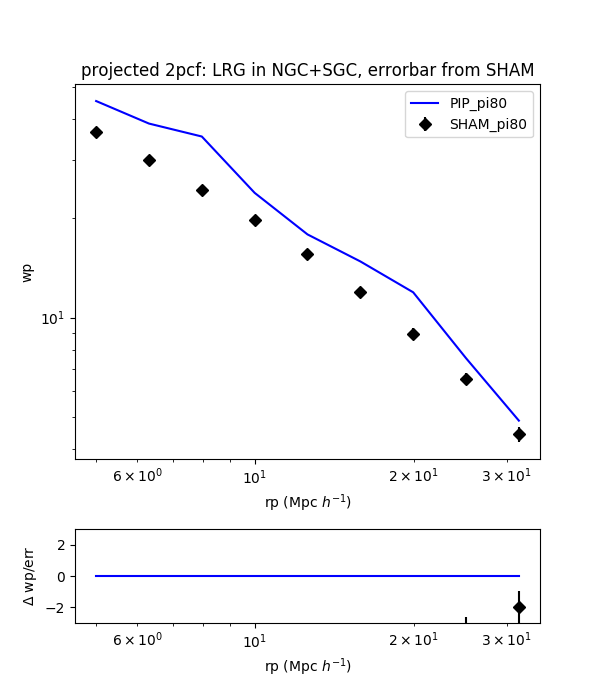 projected 2pcf: LRG in NGC+SGC, errorbar from SHAM
PIP_pi80
SHAM_pi80
wp
10¹
6 × 10⁰ 10¹ 2 × 10¹ 3 × 10¹
rp (Mpc h⁻¹)
Δ wp/err
2
0
−2
6 × 10⁰ 10¹ 2 × 10¹ 3 × 10¹
rp (Mpc h⁻¹)